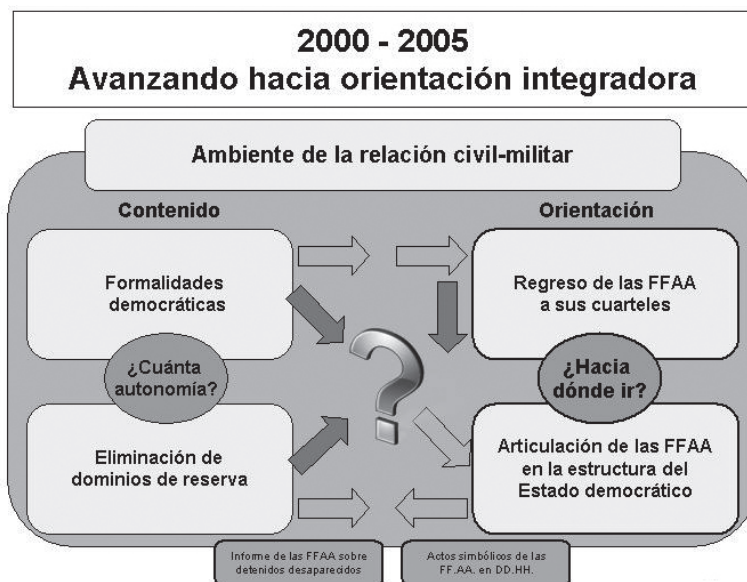 2000 - 2005
Avanzando hacia orientación integradora
Ambiente de la relación civil-militar
Contenido
Orientación
Formalidades
democráticas
Regreso de las FFAA
a sus cuarteles
¿Cuánta
autonomía?
?
¿Hacia
dónde ir?
Eliminación de
dominios de reserva
Articulación de las FFAA
en la estructura del
Estado democrático
Informe de las FFAA sobre
detenidos desaparecidos
Actos simbólicos de las
FF.AA. en DD.HH.